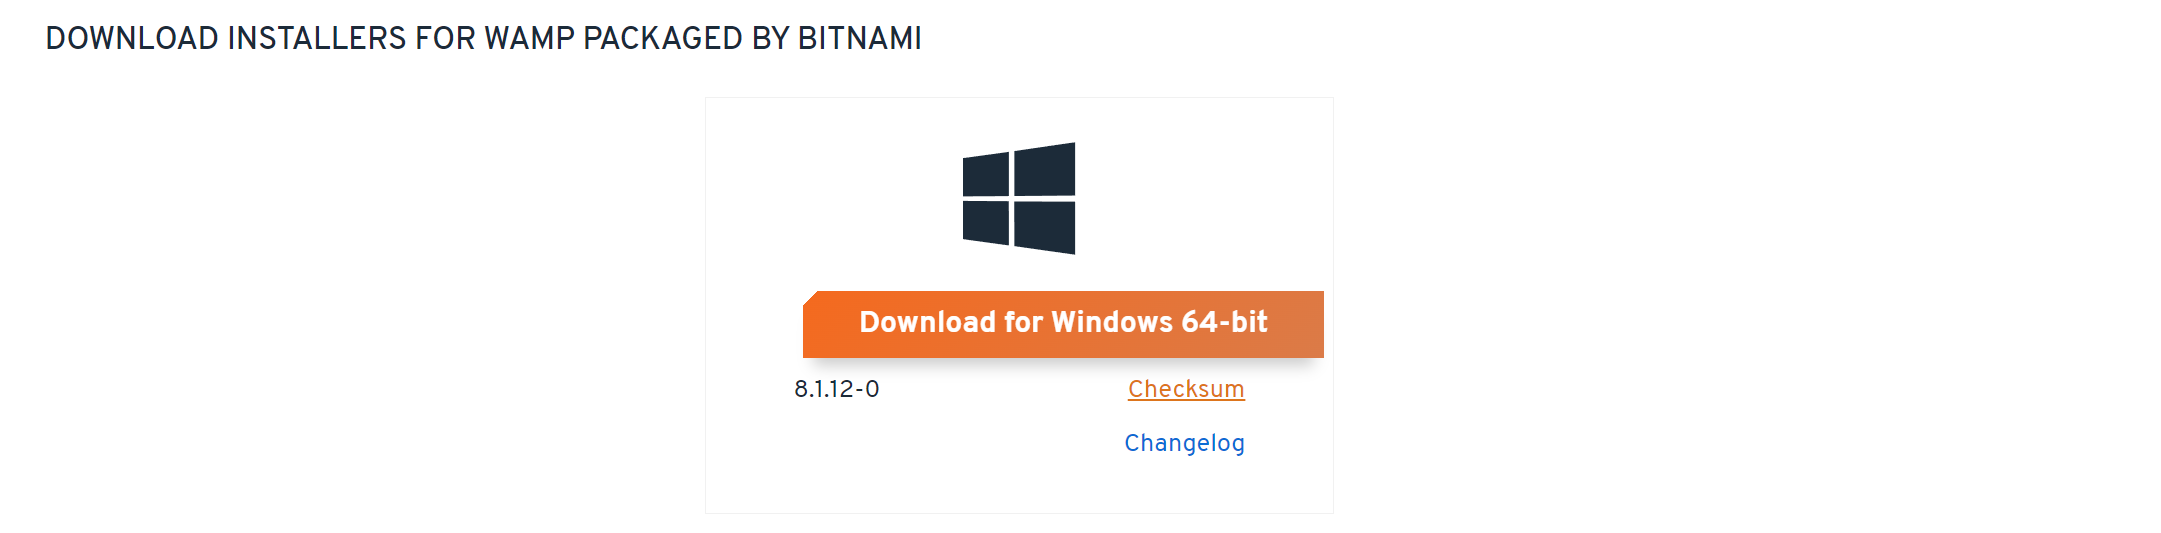 DOWNLOAD INSTALLERS FOR WAMP PACKAGED BY BITNAMI
Download for Windows 64-bit
8.1.12-0 Checksum
Changelog